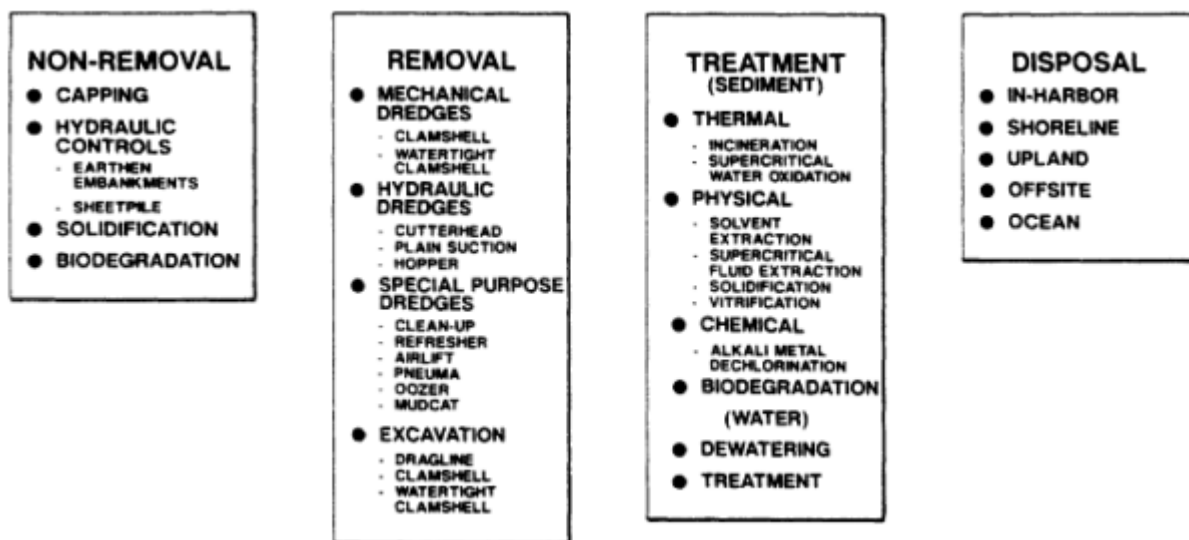 NON-REMOVAL
● CAPPING
● HYDRAULIC
CONTROLS
- EARTHEN
EMBANKMENTS
- SHEETPILE
● SOLIDIFICATION
● BIODEGRADATION
REMOVAL
● MECHANICAL
DREDGES
- CLAMSHELL
- WATERTIGHT
CLAMSHELL
● HYDRAULIC
DREDGES
- CUTTERHEAD
- PLAIN SUCTION
- HOPPER
● SPECIAL PURPOSE
DREDGES
- CLEAN-UP
- REFRESHER
- AIRLIFT
- PNEUMA
- OOZER
- MUDCAT
● EXCAVATION
- DRAGLINE
- CLAMSHELL
- WATERTIGHT
CLAMSHELL
TREATMENT
(SEDIMENT)
● THERMAL
- INCINERATION
- SUPERCRITICAL
WATER OXIDATION
● PHYSICAL
- SOLVENT
EXTRACTION
- SUPERCRITICAL
FLUID EXTRACTION
- SOLIDIFICATION
- VITRIFICATION
● CHEMICAL
- ALKALI METAL
DECHLORINATION
● BIODEGRADATION
(WATER)
● DEWATERING
● TREATMENT
DISPOSAL
● IN-HARBOR
● SHORELINE
● UPLAND
● OFFSITE
● OCEAN